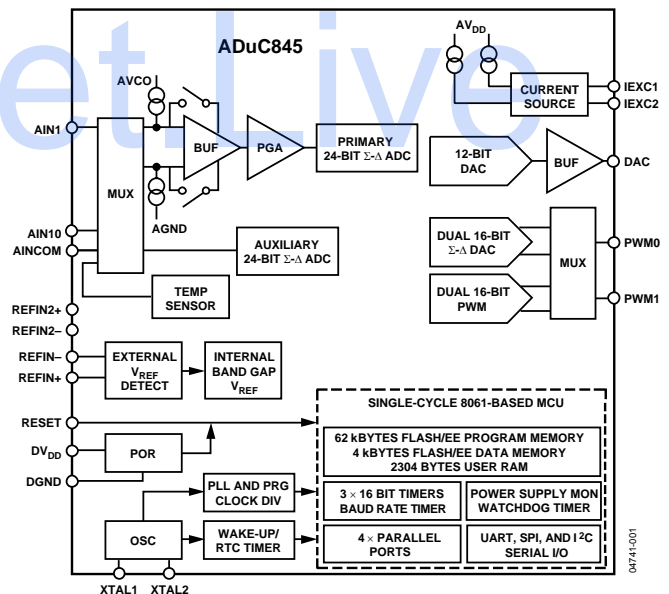 et.Live
ADuC845
AVDD
AVCO
IEXC1
CURRENT
SOURCE
IEXC2
AIN1
BUF
PGA
PRIMARY
24-BIT Σ-Δ ADC
12-BIT
DAC
BUF
DAC
MUX
AGND
AIN10
AINCOM
AUXILIARY
24-BIT Σ-Δ ADC
DUAL 16-BIT
Σ-Δ DAC
MUX
PWM0
TEMP
SENSOR
DUAL 16-BIT
PWM
PWM1
REFIN2+
REFIN2–
REFIN–
REFIN+
EXTERNAL
VREF
DETECT
INTERNAL
BAND GAP
VREF
RESET
DVDD
DGND
POR
SINGLE-CYCLE 8061-BASED MCU
62 kBYTES FLASH/EE PROGRAM MEMORY
4 kBYTES FLASH/EE DATA MEMORY
2304 BYTES USER RAM
PLL AND PRG
CLOCK DIV
3 × 16 BIT TIMERS
BAUD RATE TIMER
POWER SUPPLY MON
WATCHDOG TIMER
OSC
WAKE-UP/
RTC TIMER
4 × PARALLEL
PORTS
UART, SPI, AND I2C
SERIAL I/O
XTAL1
XTAL2
04741-001